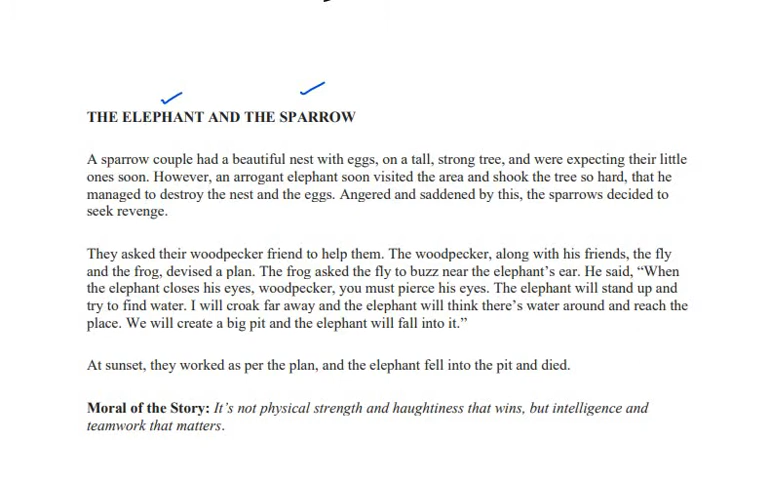 THE ELEPHANT AND THE SPARROW
A sparrow couple had a beautiful nest with eggs, on a tall, strong tree, and were expecting their little
ones soon. However, an arrogant elephant soon visited the area and shook the tree so hard, that he
managed to destroy the nest and the eggs. Angered and saddened by this, the sparrows decided to
seek revenge.
They asked their woodpecker friend to help them. The woodpecker, along with his friends, the fly
and the frog, devised a plan. The frog asked the fly to buzz near the elephant’s ear. He said, “When
the elephant closes his eyes, woodpecker, you must pierce his eyes. The elephant will stand up and
try to find water. I will croak far away and the elephant will think there’s water around and reach the
place. We will create a big pit and the elephant will fall into it.”
At sunset, they worked as per the plan, and the elephant fell into the pit and died.
Moral of the Story: It’s not physical strength and haughtiness that wins, but intelligence and
teamwork that matters.